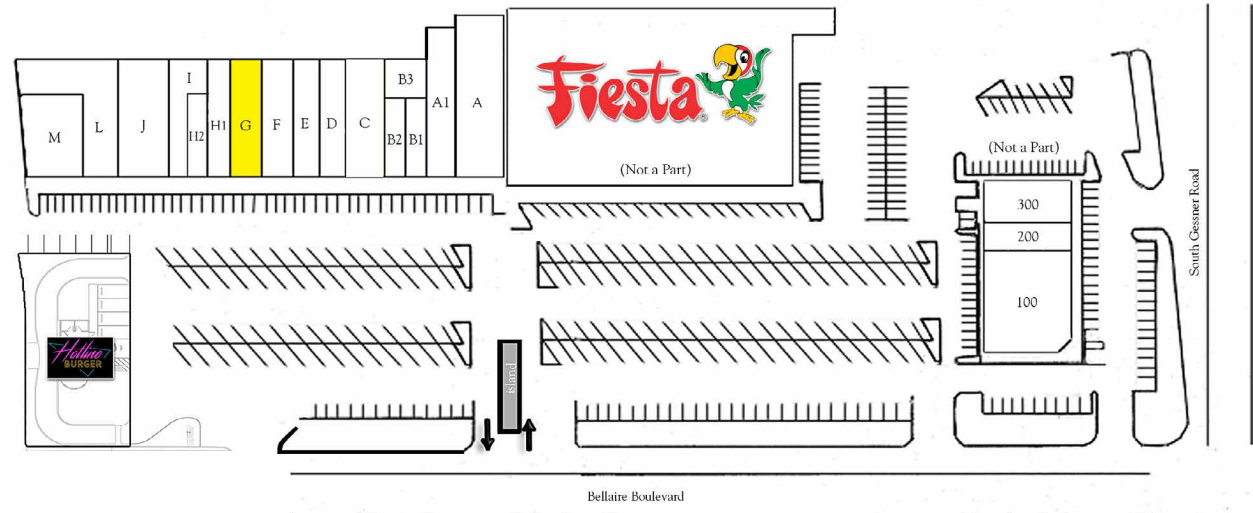 Fiesta®
(Not a Part)
M
L
J
I
H2
H1
G
F
E
D
C
B3
B2
B1
A1
A
(Not a Part)
300
200
100
South Gessner Road
Hotline
BURGER
island
Bellaire Boulevard